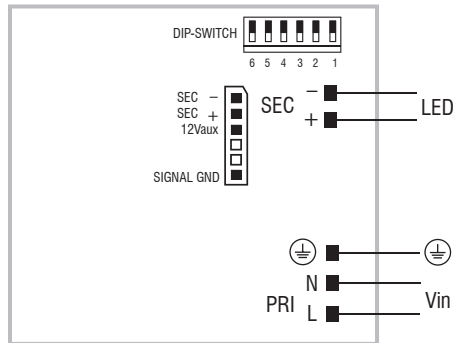 DIP-SWITCH
6 5 4 3 2 1
SEC −
SEC +
12Vaux
SIGNAL GND
SEC
−
+
LED
PRI
N
L
Vin